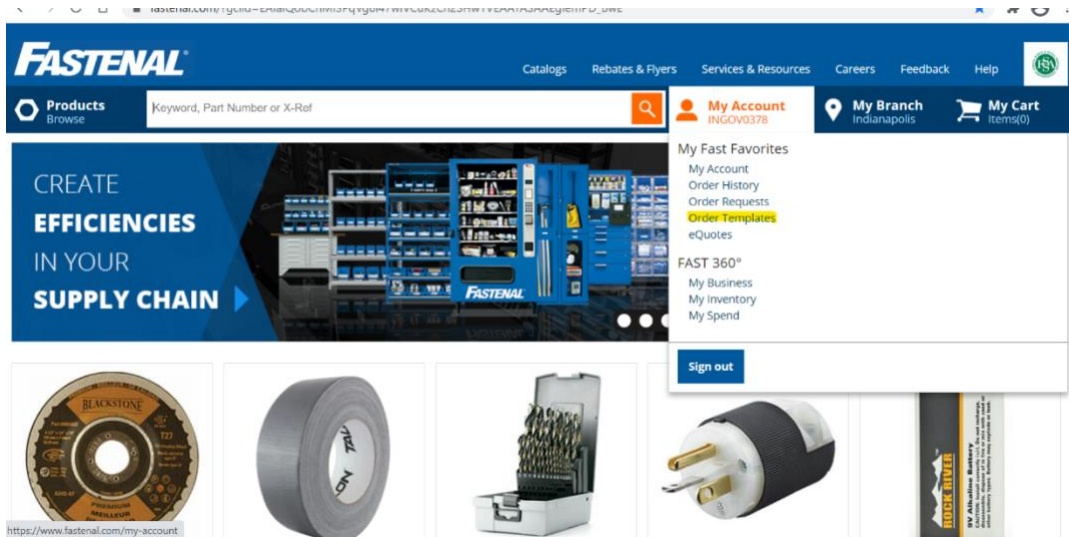 FASTENAL®
Catalogs Rebates & Flyers Services & Resources Careers Feedback Help
Products
Browse
Keyword, Part Number or X-Ref
My Account
INGOV0378
My Branch
Indianapolis
My Cart
Items(0)
My Fast Favorites
My Account
Order History
Order Requests
Order Templates
eQuotes
FAST 360°
My Business
My Inventory
My Spend
Sign out
CREATE
EFFICIENCIES
IN YOUR
SUPPLY CHAIN
FASTENAL
BLACKSTONE
T27
PREMIUM
MEILLEUR
ROCK RIVER
9V Alkaline Battery
https://www.fastenal.com/my-account